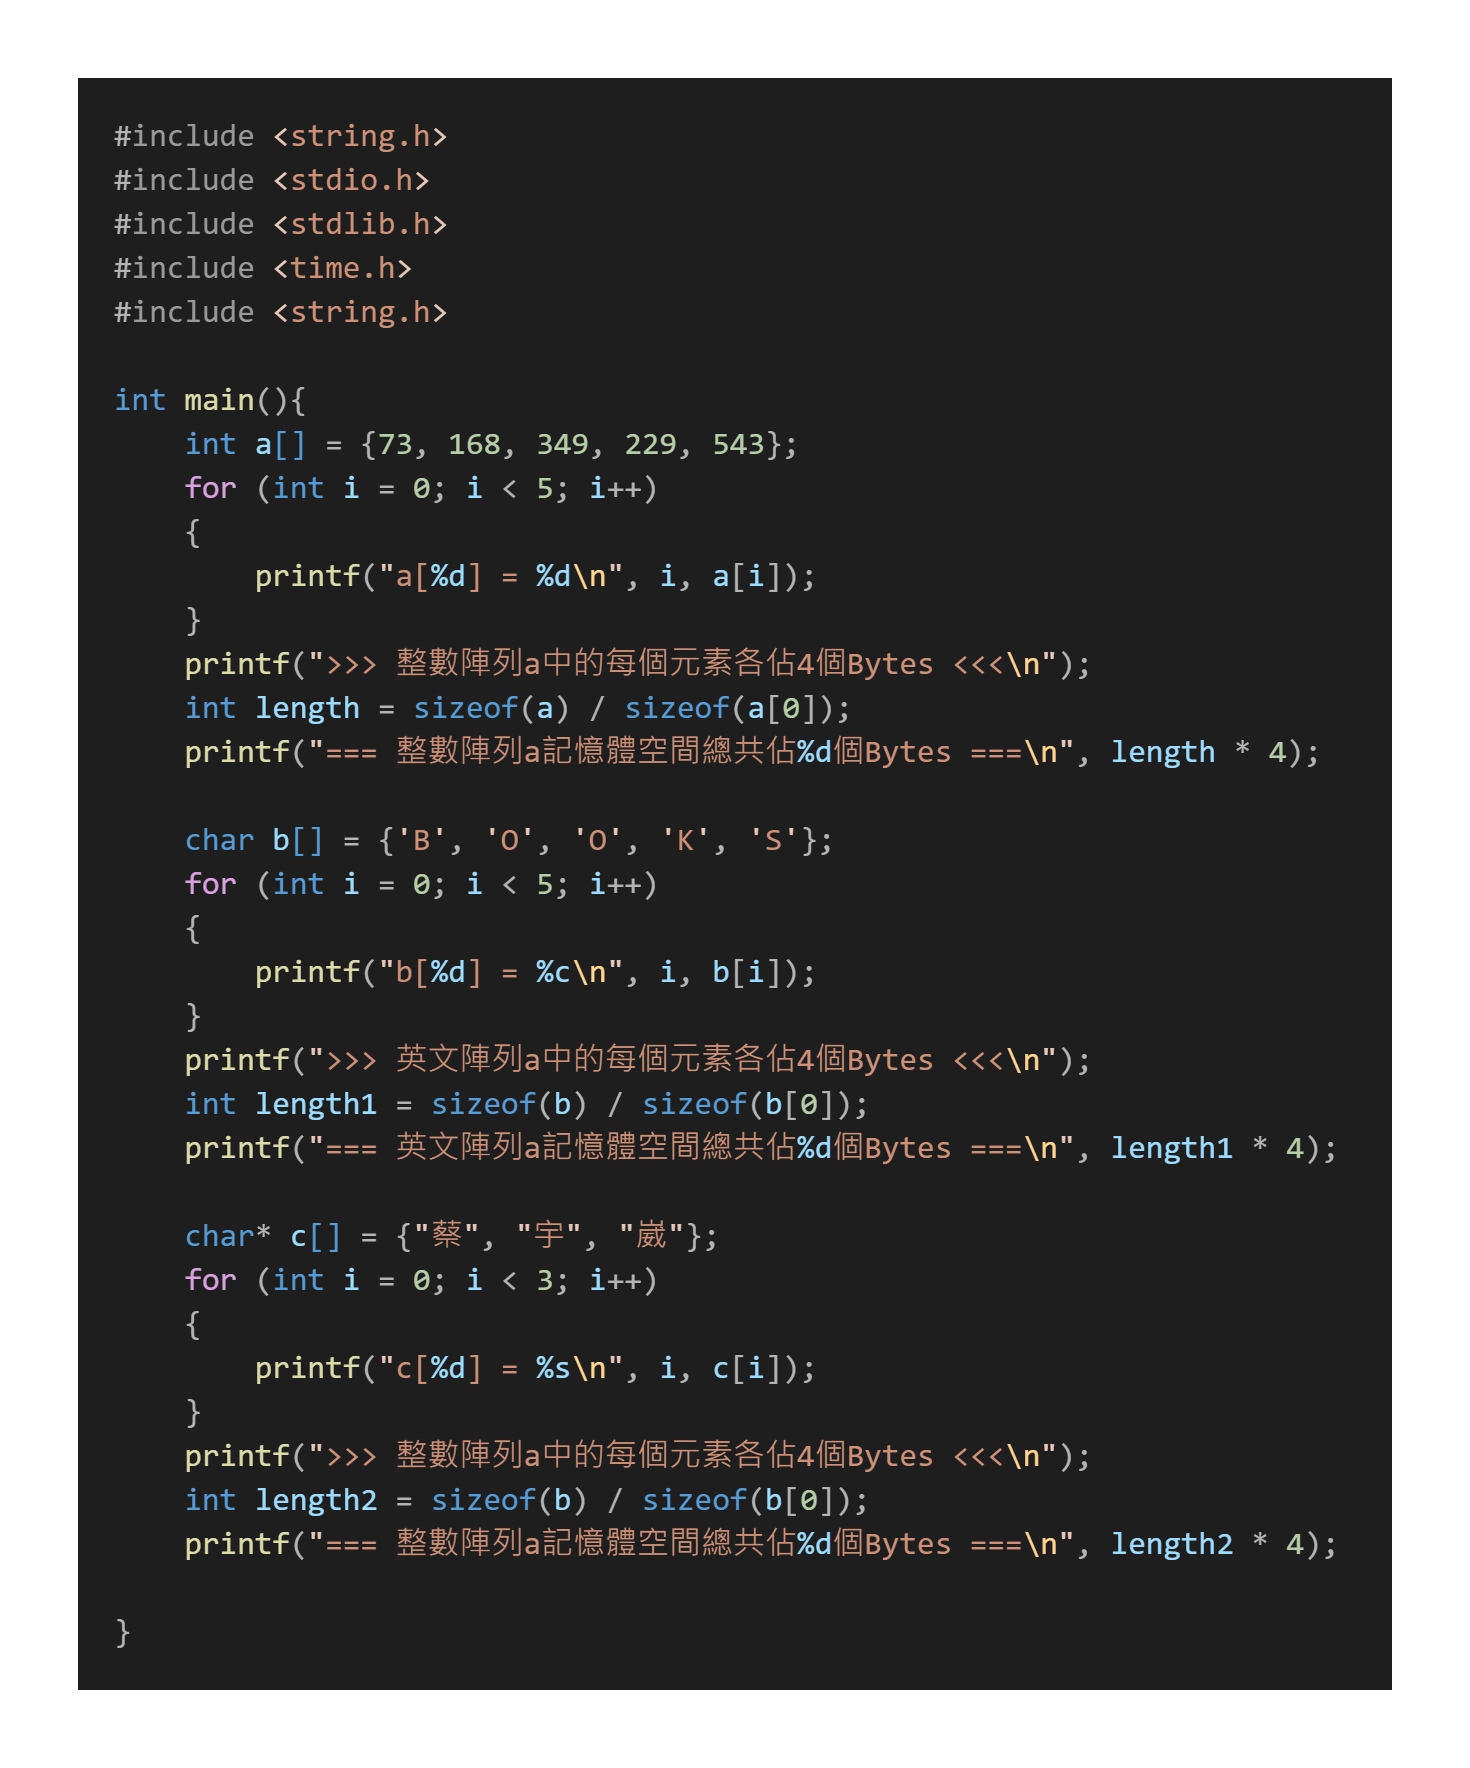 #include <string.h>
#include <stdio.h>
#include <stdlib.h>
#include <time.h>
#include <string.h>

int main(){
    int a[] = {73, 168, 349, 229, 543};
    for (int i = 0; i < 5; i++)
    {
        printf("a[%d] = %d\n", i, a[i]);
    }
    printf(">>> 整數陣列a中的每個元素各佔4個Bytes <<<\n");
    int length = sizeof(a) / sizeof(a[0]);
    printf("=== 整數陣列a記憶體空間總共佔%d個Bytes ===\n", length * 4);

    char b[] = {'B', 'O', 'O', 'K', 'S'};
    for (int i = 0; i < 5; i++)
    {
        printf("b[%d] = %c\n", i, b[i]);
    }
    printf(">>> 英文陣列a中的每個元素各佔4個Bytes <<<\n");
    int length1 = sizeof(b) / sizeof(b[0]);
    printf("=== 英文陣列a記憶體空間總共佔%d個Bytes ===\n", length1 * 4);

    char* c[] = {"蔡", "宇", "崴"};
    for (int i = 0; i < 3; i++)
    {
        printf("c[%d] = %s\n", i, c[i]);
    }
    printf(">>> 整數陣列a中的每個元素各佔4個Bytes <<<\n");
    int length2 = sizeof(b) / sizeof(b[0]);
    printf("=== 整數陣列a記憶體空間總共佔%d個Bytes ===\n", length2 * 4);

}